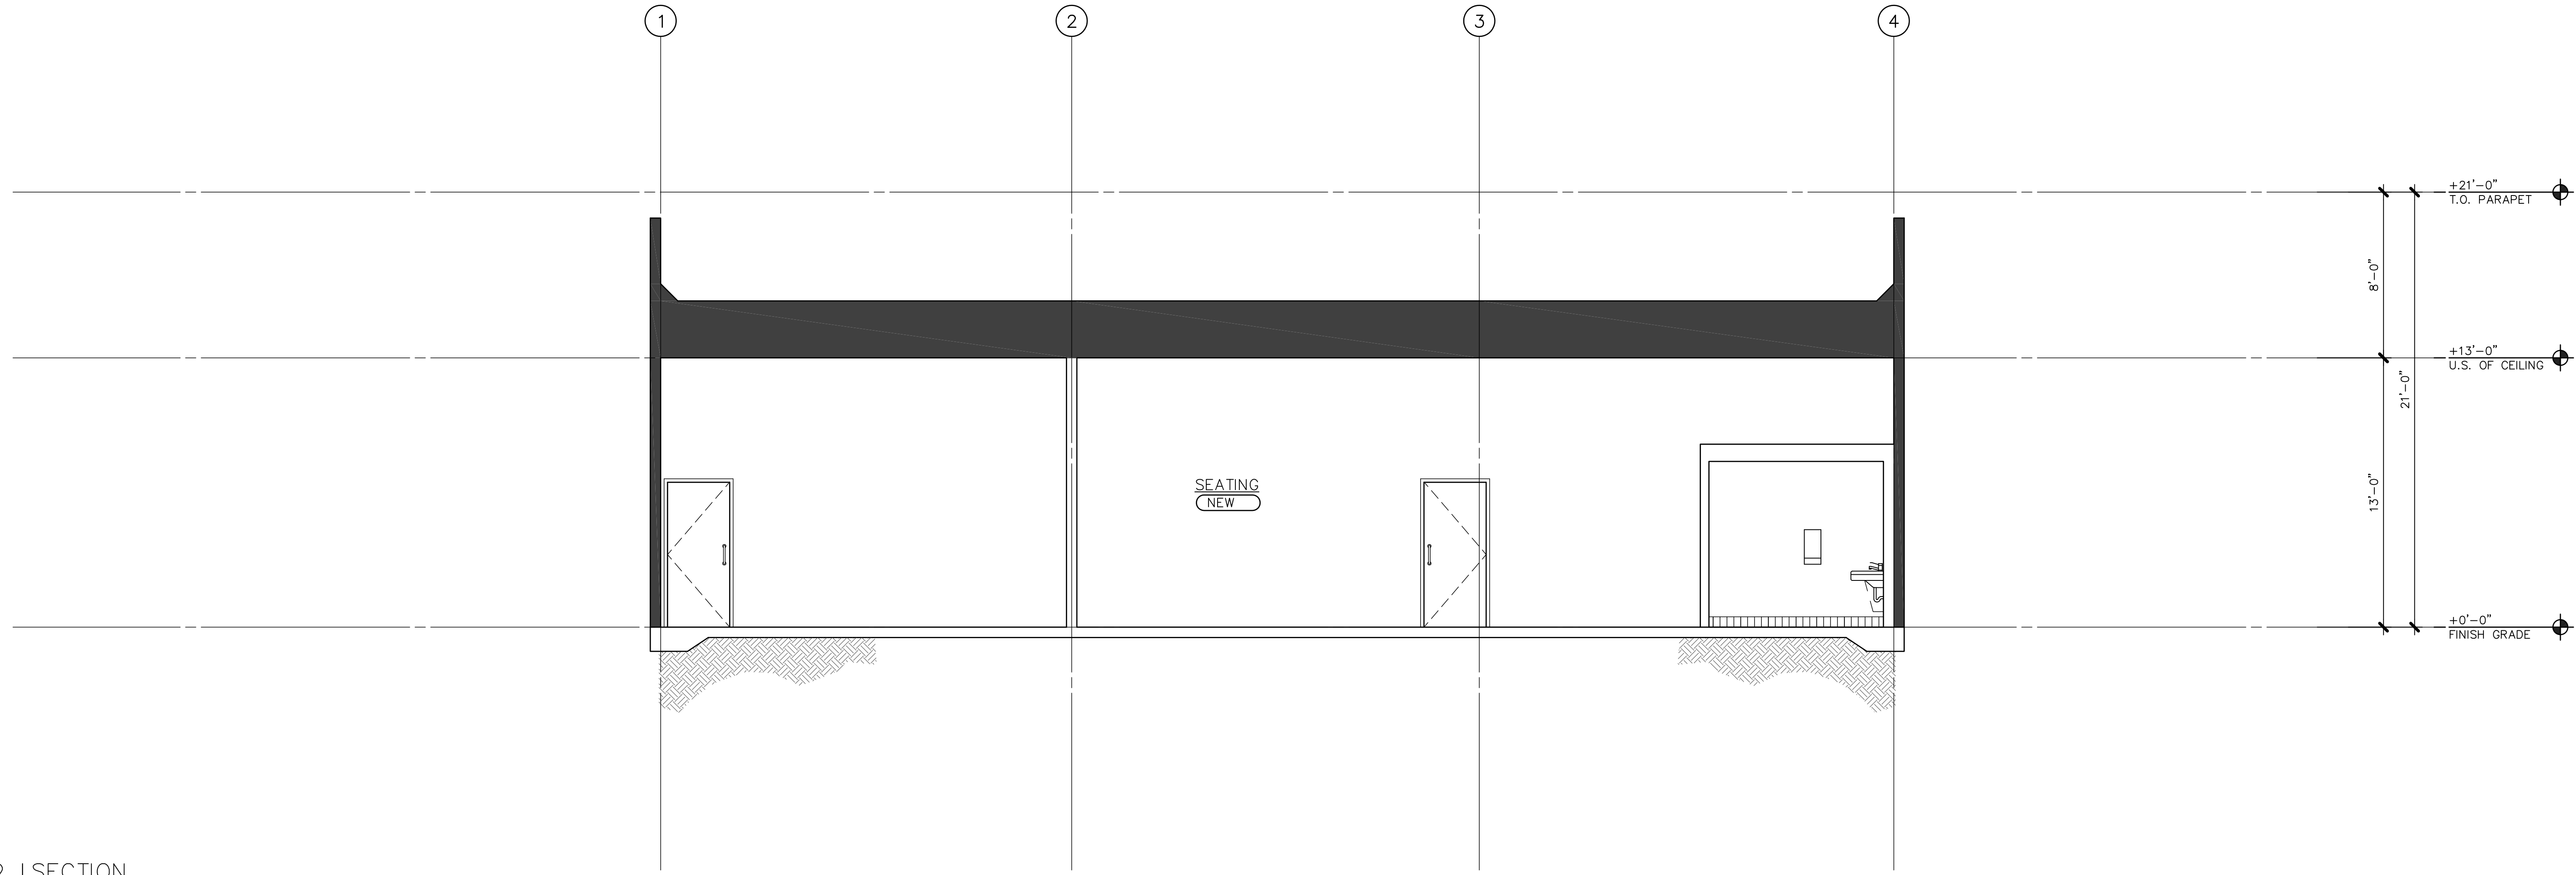 1
2
3
4
+21'-0"
T.O. PARAPET
8'-0"
+13'-0"
U.S. OF CEILING
21'-0"
SEATING
NEW
13'-0"
+0'-0"
FINISH GRADE
SECTION